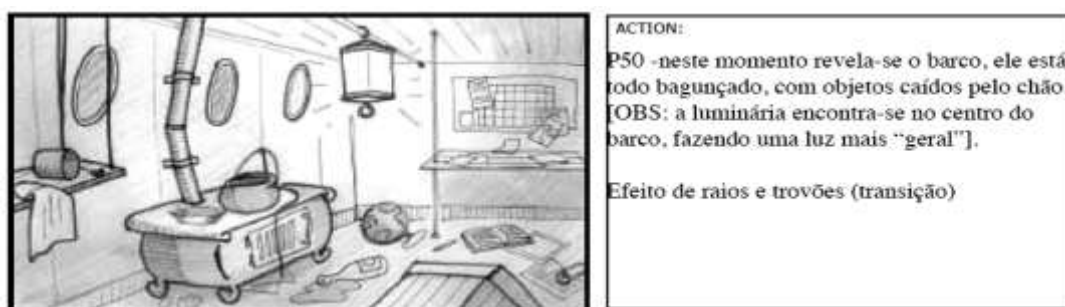 ACTION:
P50 -neste momento revela-se o barco, ele está
todo bagunçado, com objetos caídos pelo chão
[OBS: a luminária encontra-se no centro do
barco, fazendo uma luz mais “geral”].
Efeito de raios e trovões (transição)